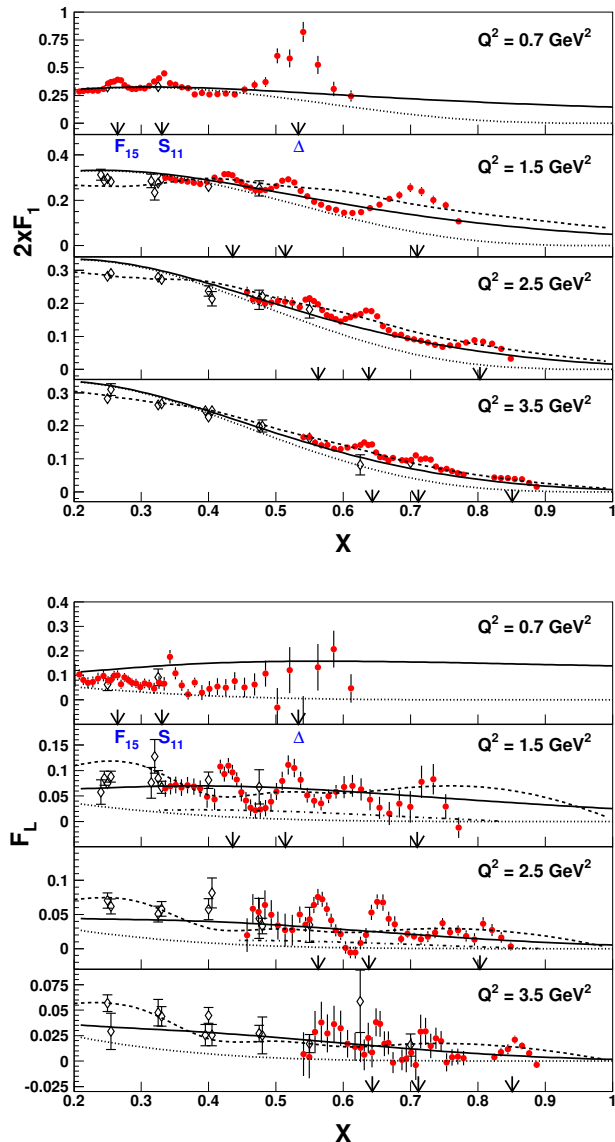 1
0.75
0.5
0.25
0
Q² = 0.7 GeV²
F₁₅ S₁₁ Δ
0.4
0.2
0
Q² = 1.5 GeV²
2xF₁
0.3
0.2
0.1
0
Q² = 2.5 GeV²
0.3
0.2
0.1
0
Q² = 3.5 GeV²
0.2 0.3 0.4 0.5 0.6 0.7 0.8 0.9 1
X
0.4
0.3
0.2
0.1
0
Q² = 0.7 GeV²
F₁₅ S₁₁ Δ
0.15
0.1
0.05
0
Q² = 1.5 GeV²
F_L
0.1
0.05
0
Q² = 2.5 GeV²
0.075
0.05
0.025
0
-0.025
Q² = 3.5 GeV²
0.2 0.3 0.4 0.5 0.6 0.7 0.8 0.9 1
X